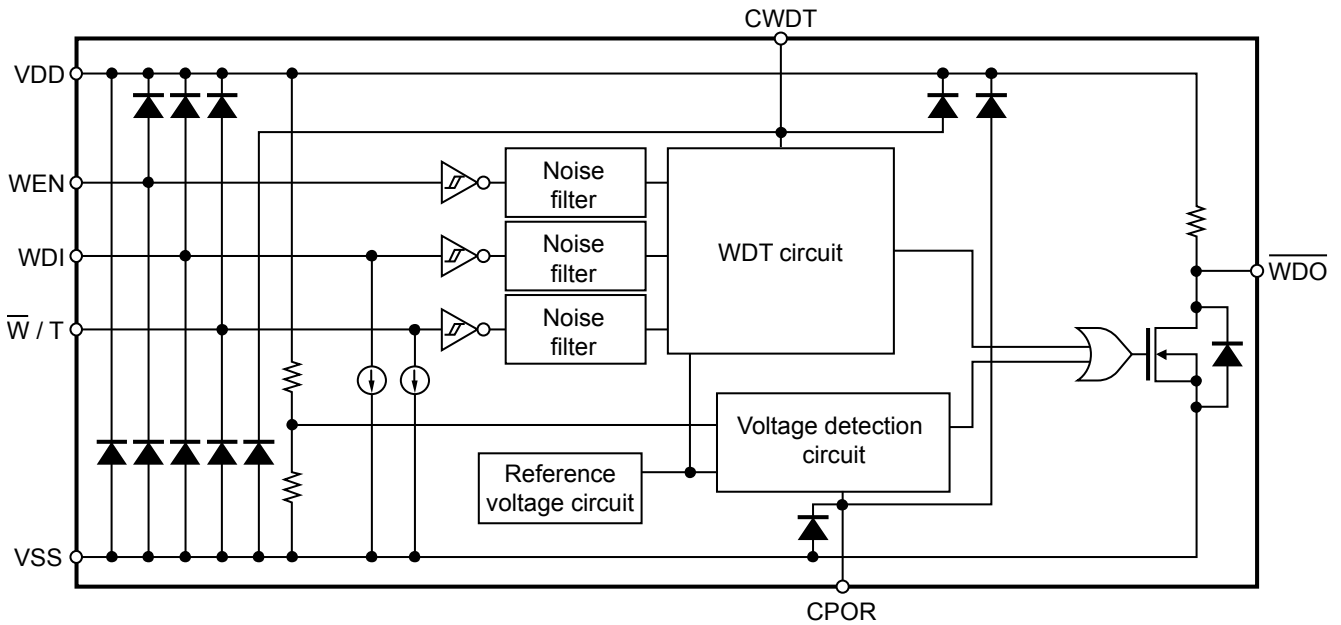 CWDT
VDD
WEN
Noise
filter
WDI
Noise
filter
WDT circuit
W̅ / T
Noise
filter
W̅D̅O̅
Voltage detection
circuit
Reference
voltage circuit
VSS
CPOR